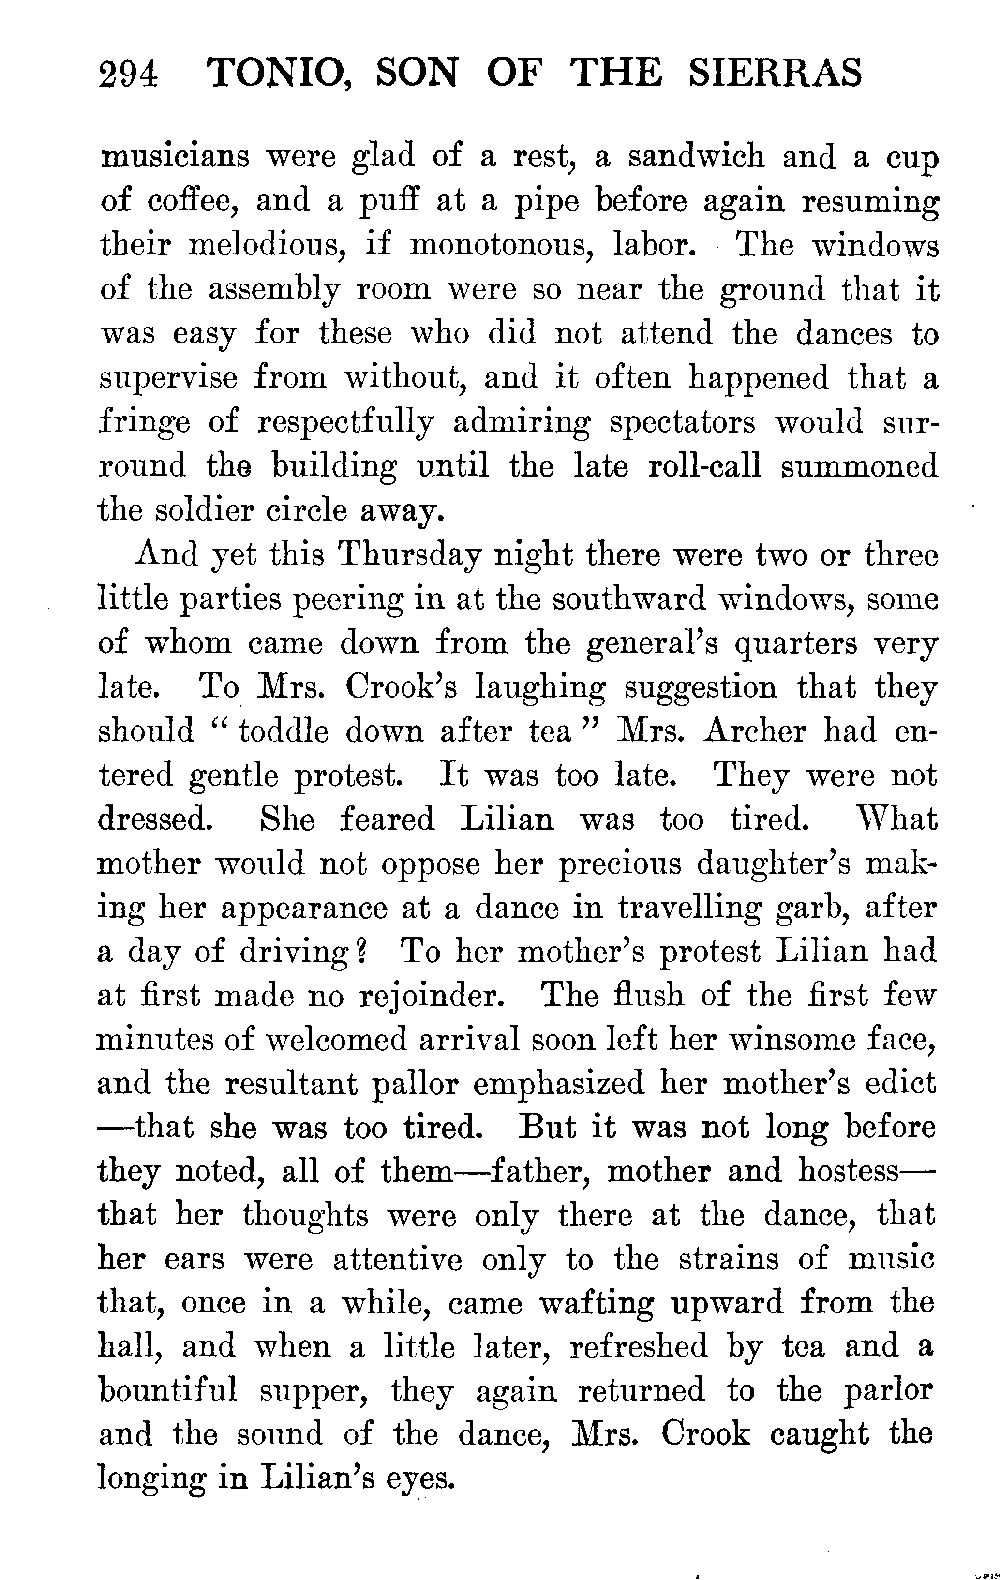 294 TONIO, SON OF THE SIERRAS
musicians were glad of a rest, a sandwich and a cup
of coffee, and a puff at a pipe before again resuming
their melodious, if monotonous, labor. The windows
of the assembly room were so near the ground that it
was easy for these who did not attend the dances to
supervise from without, and it often happened that a
fringe of respectfully admiring spectators would sur-
round the building until the late roll-call summoned
the soldier circle away.
And yet this Thursday night there were two or three
little parties peering in at the southward windows, some
of whom came down from the general's quarters very
late. To Mrs. Crook's laughing suggestion that they
should “ toddle down after tea ” Mrs. Archer had en-
tered gentle protest. It was too late. They were not
dressed. She feared Lilian was too tired. What
mother would not oppose her precious daughter's mak-
ing her appearance at a dance in travelling garb, after
a day of driving? To her mother's protest Lilian had
at first made no rejoinder. The flush of the first few
minutes of welcomed arrival soon left her winsome face,
and the resultant pallor emphasized her mother's edict
—that she was too tired. But it was not long before
they noted, all of them—father, mother and hostess—
that her thoughts were only there at the dance, that
her ears were attentive only to the strains of music
that, once in a while, came wafting upward from the
hall, and when a little later, refreshed by tea and a
bountiful supper, they again returned to the parlor
and the sound of the dance, Mrs. Crook caught the
longing in Lilian's eyes.